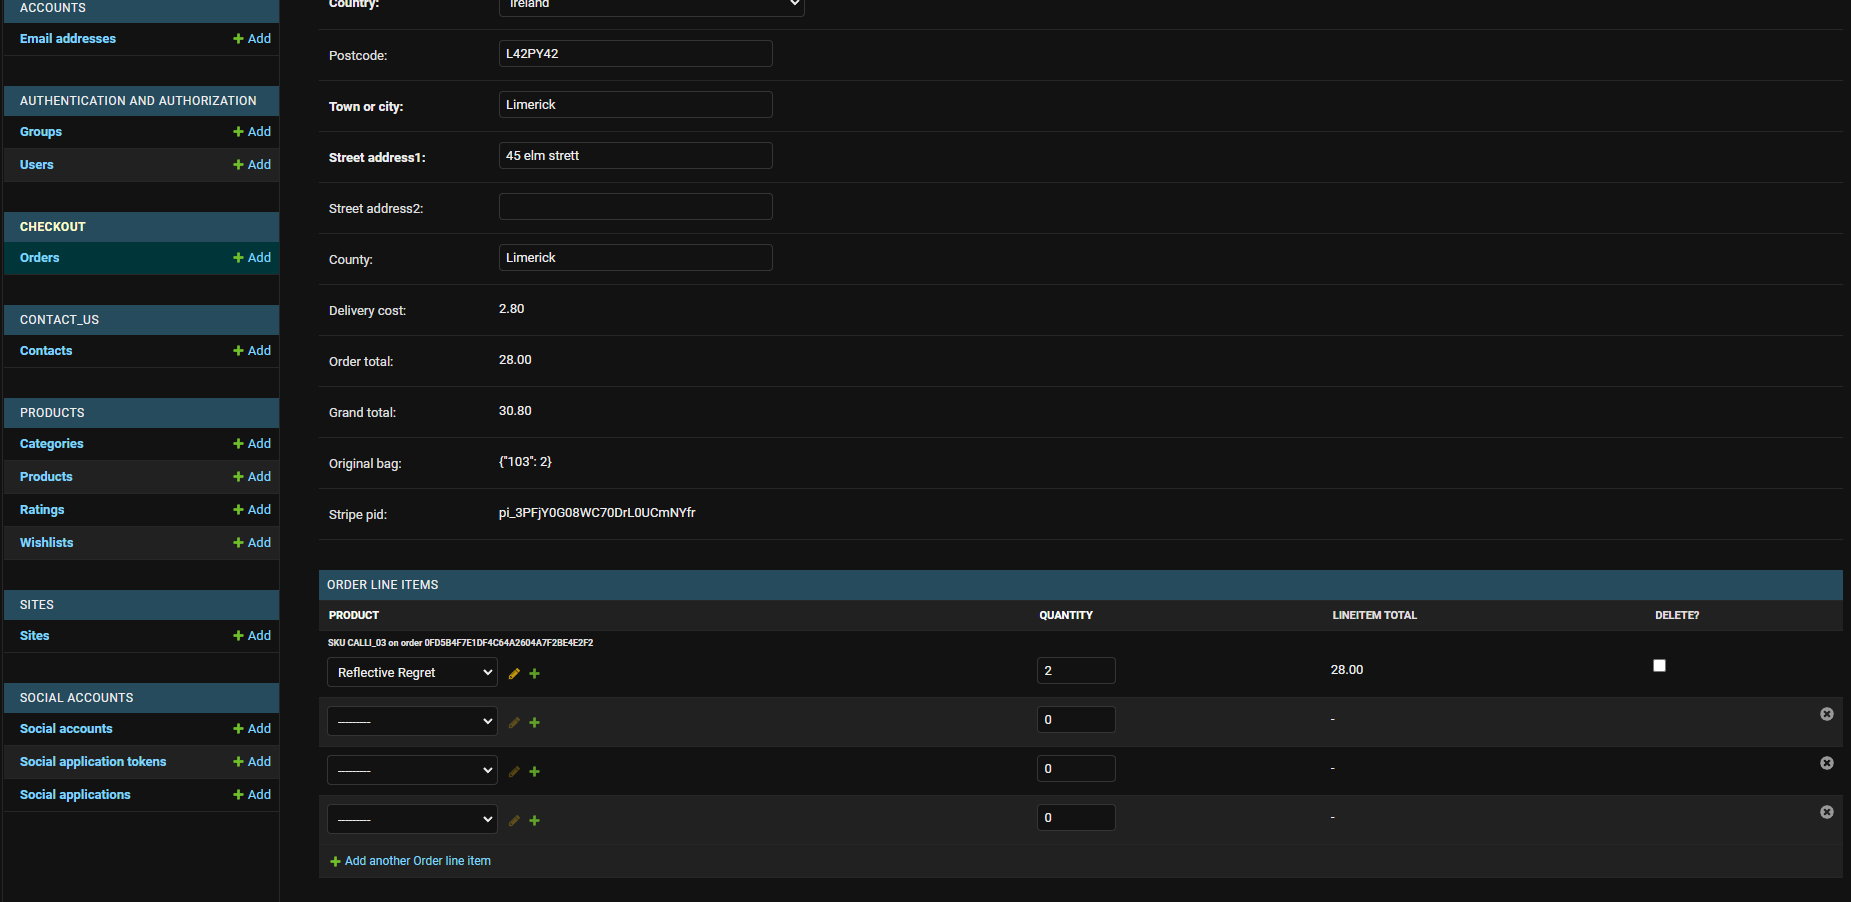 ACCOUNTS
Email addresses
Add
AUTHENTICATION AND AUTHORIZATION
Groups
Add
Users
Add
CHECKOUT
Orders
Add
CONTACT_US
Contacts
Add
PRODUCTS
Categories
Add
Products
Add
Ratings
Add
Wishlists
Add
SITES
Sites
Add
SOCIAL ACCOUNTS
Social accounts
Add
Social application tokens
Add
Social applications
Add
Country:
Ireland
Postcode:
L42PY42
Town or city:
Limerick
Street address1:
45 elm strett
Street address2:
County:
Limerick
Delivery cost:
2.80
Order total:
28.00
Grand total:
30.80
Original bag:
{"103": 2}
Stripe pid:
pi_3PFjY0G08WC70DrL0UCmNYfr
ORDER LINE ITEMS
PRODUCT QUANTITY LINEITEM TOTAL DELETE?
SKU CALLI_03 on order 0FD5B4F7E1DF4C64A2604A7F2BE4E2F2
Reflective Regret 2 28.00
--------- 0 -
--------- 0 -
--------- 0 -
Add another Order line item